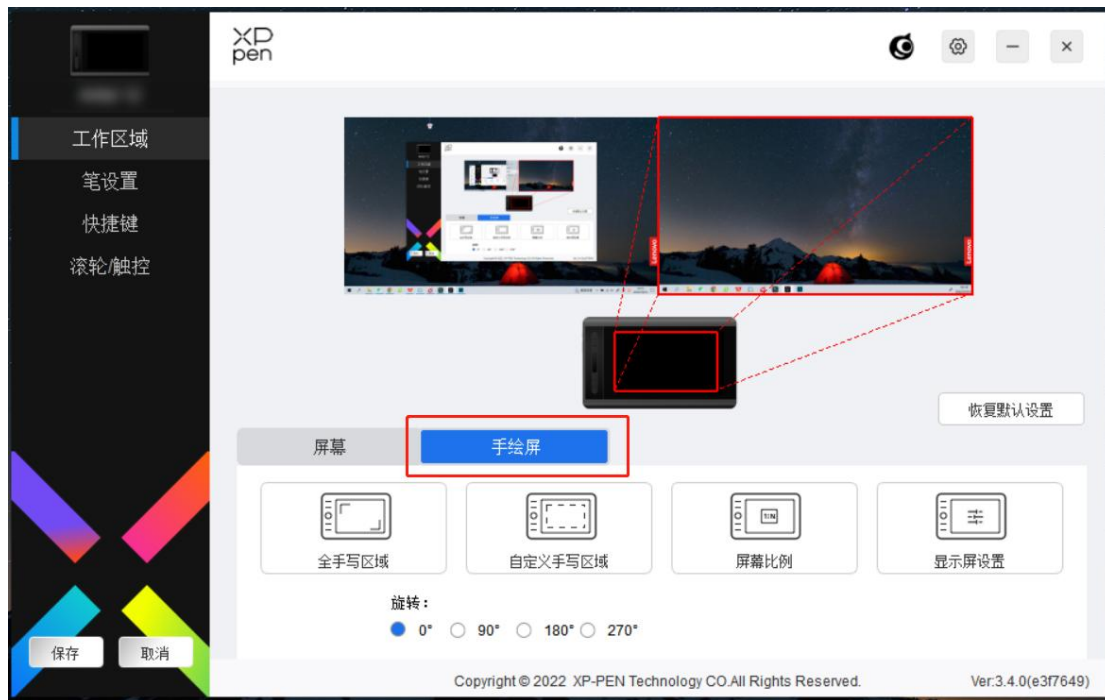 XP
pen
工作区域
笔设置
快捷键
滚轮/触控
Lenovo
Lenovo
恢复默认设置
屏幕
手绘屏
全手写区域
自定义手写区域
屏幕比例
显示屏设置
旋转：
0° 90° 180° 270°
保存 取消
Copyright © 2022 XP-PEN Technology CO.All Rights Reserved.
Ver:3.4.0(e3f7649)